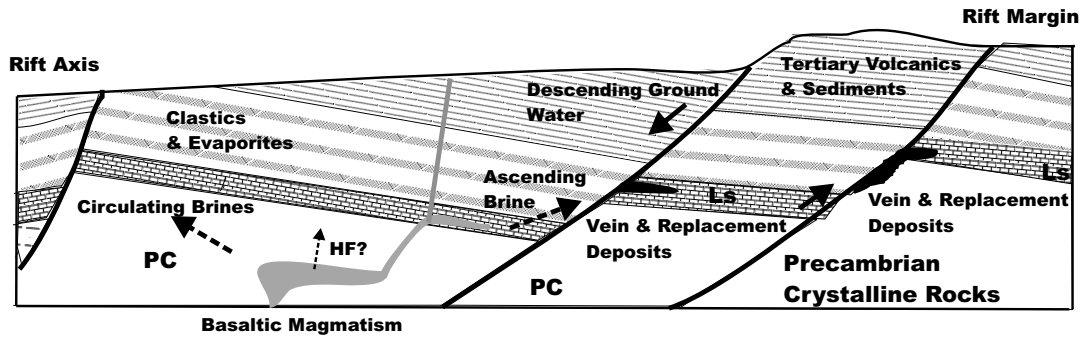 Rift Margin
Rift Axis
Tertiary Volcanics
& Sediments
Descending Ground
Water
Clastics
& Evaporites
Ascending
Brine
Ls
Ls
Circulating Brines
Vein & Replacement
Deposits
Vein & Replacement
Deposits
HF?
PC
PC
Precambrian
Crystalline Rocks
Basaltic Magmatism